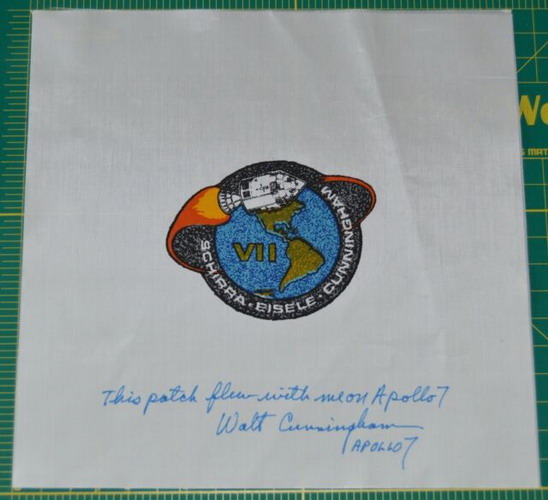 VII
SCHIRRA · EISELE · CUNNINGHAM
This patch flew with me on Apollo 7
Walt Cunningham
APOLLO 7